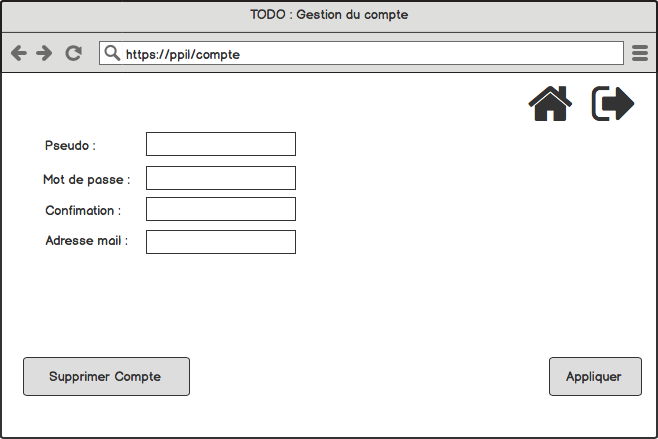 TODO : Gestion du compte
https://ppil/compte
Pseudo :
Mot de passe :
Confimation :
Adresse mail :
Supprimer Compte
Appliquer